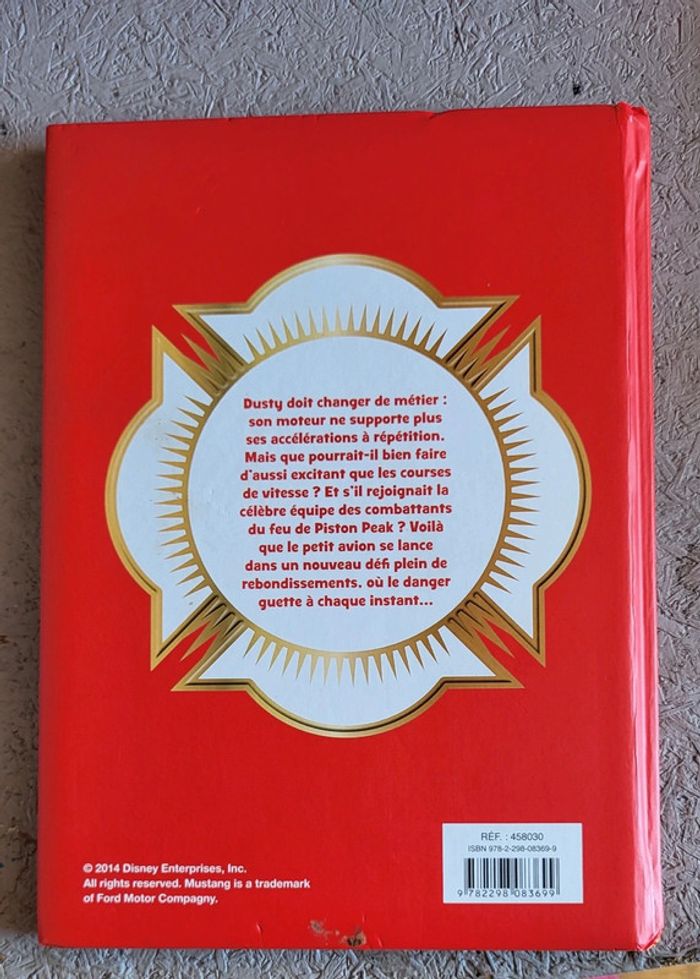 Dusty doit changer de métier :
son moteur ne supporte plus
ses accélérations à répétition.
Mais que pourrait-il bien faire
d'aussi excitant que les courses
de vitesse ? Et s'il rejoignait la
célèbre équipe des combattants
du feu de Piston Peak ? Voilà
que le petit avion se lance
dans un nouveau défi plein de
rebondissements. où le danger
guette à chaque instant...
RÉF. : 458030
ISBN 978-2-298-08369-9
9 782298 083699
© 2014 Disney Enterprises, Inc.
All rights reserved. Mustang is a trademark
of Ford Motor Compagny.